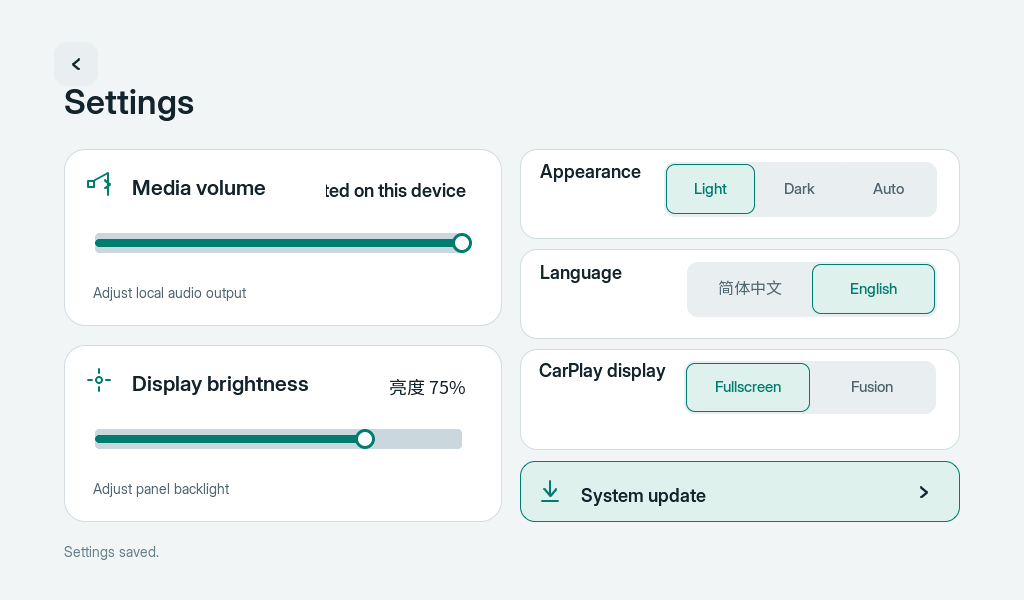 Settings
Media volume
ted on this device
Adjust local audio output
Display brightness
亮度 75%
Adjust panel backlight
Settings saved.
Appearance
Light
Dark
Auto
Language
简体中文
English
CarPlay display
Fullscreen
Fusion
System update